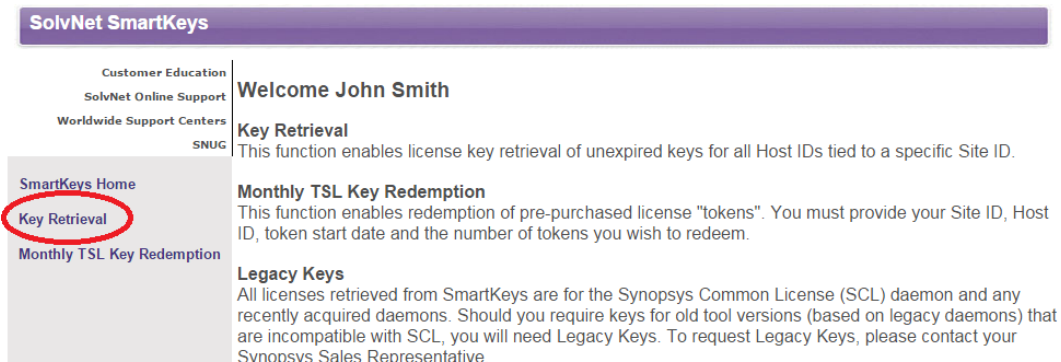 SolvNet SmartKeys
Customer Education
SolvNet Online Support
Worldwide Support Centers
SNUG
SmartKeys Home
Key Retrieval
Monthly TSL Key Redemption
Welcome John Smith
Key Retrieval
This function enables license key retrieval of unexpired keys for all Host IDs tied to a specific Site ID.
Monthly TSL Key Redemption
This function enables redemption of pre-purchased license "tokens". You must provide your Site ID, Host
ID, token start date and the number of tokens you wish to redeem.
Legacy Keys
All licenses retrieved from SmartKeys are for the Synopsys Common License (SCL) daemon and any
recently acquired daemons. Should you require keys for old tool versions (based on legacy daemons) that
are incompatible with SCL, you will need Legacy Keys. To request Legacy Keys, please contact your
Synopsys Sales Representative